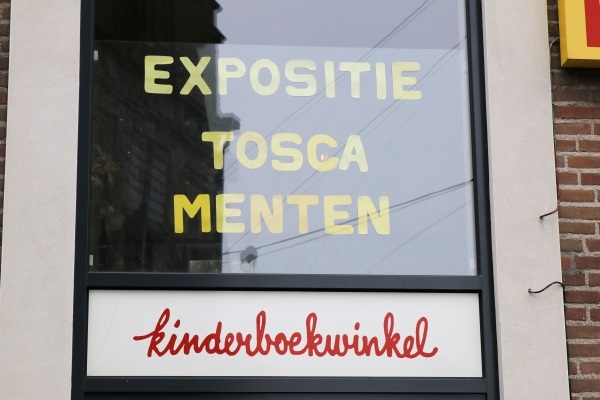 EXPOSITIE
TOSCA
MENTEN
kinderboekwinkel